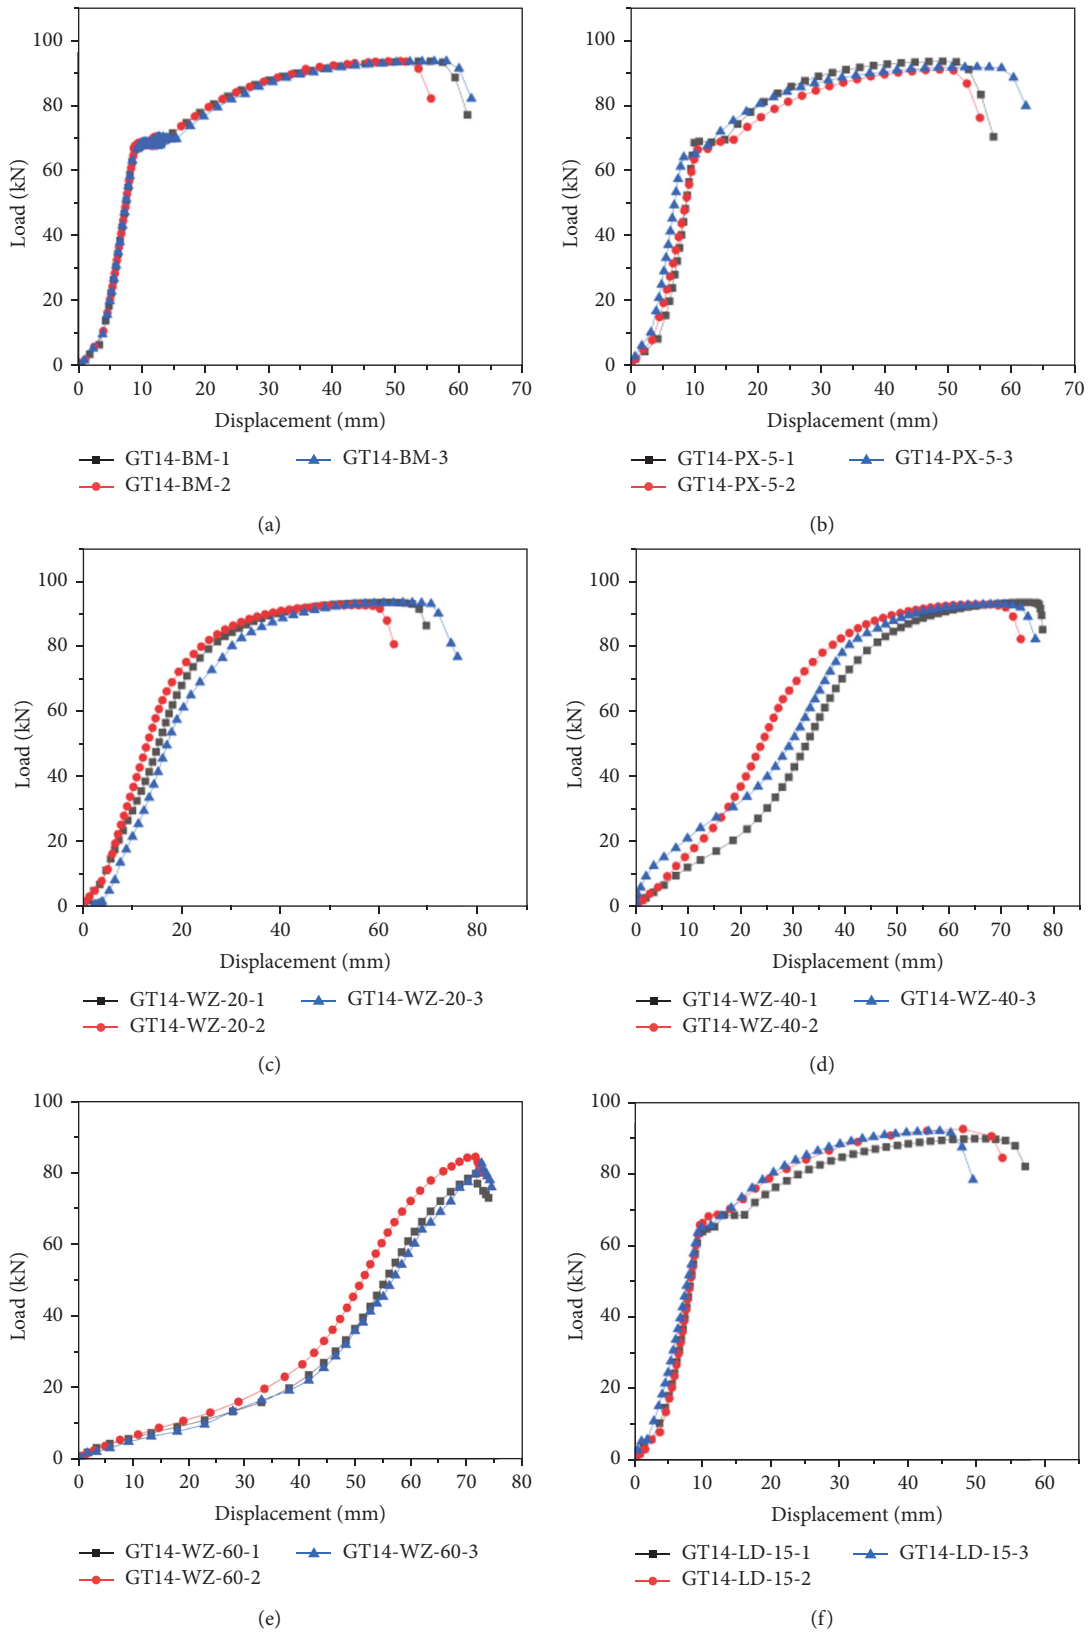 100
80
60
40
20
0
Load (kN)
0 10 20 30 40 50 60 70
Displacement (mm)
GT14-BM-1 GT14-BM-3
GT14-BM-2
(a)
100
80
60
40
20
0
Load (kN)
0 10 20 30 40 50 60 70
Displacement (mm)
GT14-PX-5-1 GT14-PX-5-3
GT14-PX-5-2
(b)
100
80
60
40
20
0
Load (kN)
0 20 40 60 80
Displacement (mm)
GT14-WZ-20-1 GT14-WZ-20-3
GT14-WZ-20-2
(c)
100
80
60
40
20
0
Load (kN)
0 10 20 30 40 50 60 70 80
Displacement (mm)
GT14-WZ-40-1 GT14-WZ-40-3
GT14-WZ-40-2
(d)
100
80
60
40
20
0
Load (kN)
0 10 20 30 40 50 60 70 80
Displacement (mm)
GT14-WZ-60-1 GT14-WZ-60-3
GT14-WZ-60-2
(e)
100
80
60
40
20
0
Load (kN)
0 10 20 30 40 50 60
Displacement (mm)
GT14-LD-15-1 GT14-LD-15-3
GT14-LD-15-2
(f)